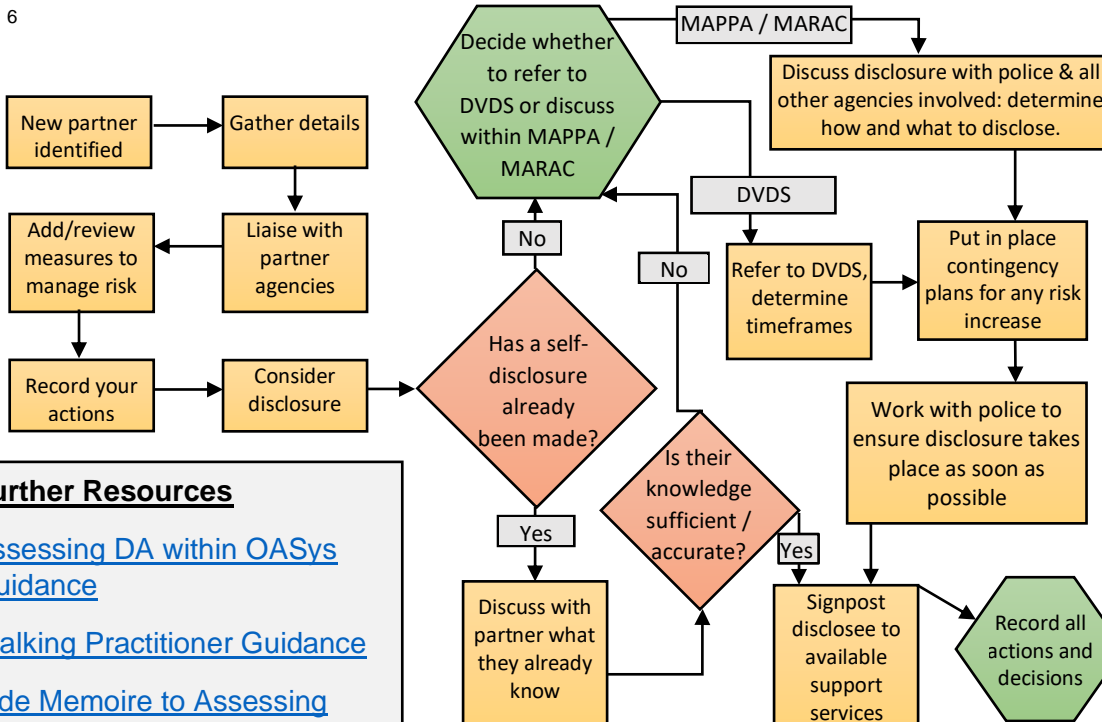 6
New partner
identified
Gather details
Liaise with
partner
agencies
Add/review
measures to
manage risk
Record your
actions
Consider
disclosure
Has a self-
disclosure
already
been made?
No
Yes
Decide whether
to refer to
DVDS or discuss
within MAPPA /
MARAC
MAPPA / MARAC
Discuss disclosure with police & all
other agencies involved: determine
how and what to disclose.
DVDS
Refer to DVDS,
determine
timeframes
Put in place
contingency
plans for any risk
increase
Work with police to
ensure disclosure takes
place as soon as
possible
Discuss with
partner what
they already
know
Is their
knowledge
sufficient /
accurate?
No
Yes
Signpost
disclosee to
available
support
services
Record all
actions and
decisions
urther Resources
ssessing DA within OASys
uidance
alking Practitioner Guidance
de Memoire to Assessing